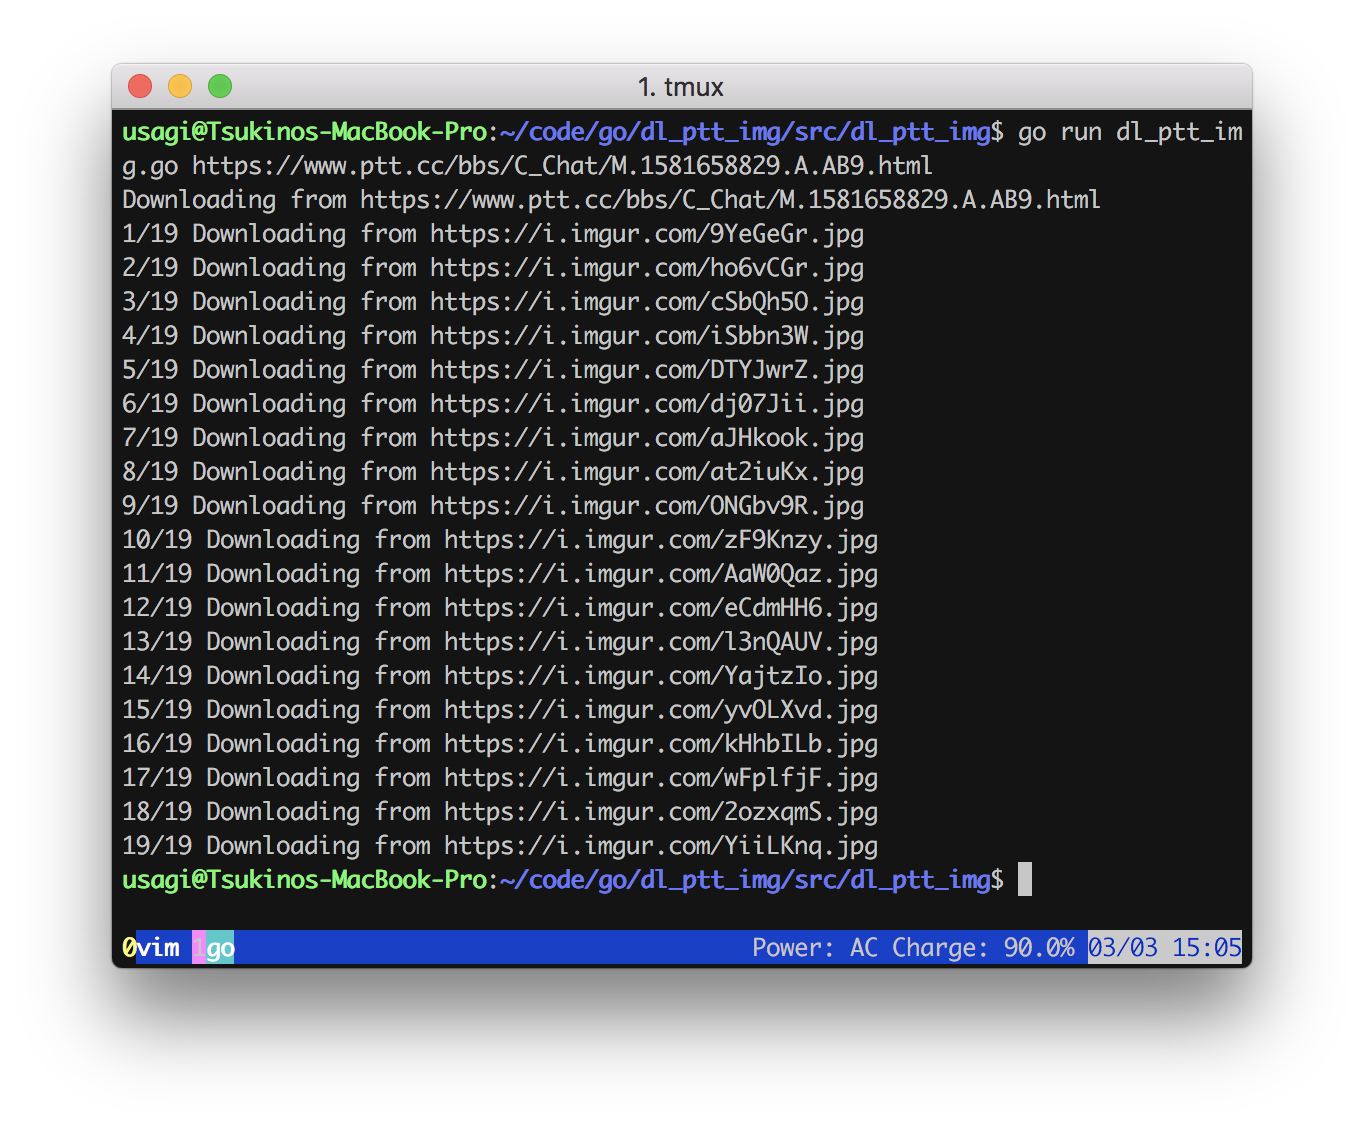 1. tmux
usagi@Tsukinos-MacBook-Pro:~/code/go/dl_ptt_img/src/dl_ptt_img$ go run dl_ptt_im
g.go https://www.ptt.cc/bbs/C_Chat/M.1581658829.A.AB9.html
Downloading from https://www.ptt.cc/bbs/C_Chat/M.1581658829.A.AB9.html
1/19 Downloading from https://i.imgur.com/9YeGeGr.jpg
2/19 Downloading from https://i.imgur.com/ho6vCGr.jpg
3/19 Downloading from https://i.imgur.com/cSbQh5O.jpg
4/19 Downloading from https://i.imgur.com/iSbbn3W.jpg
5/19 Downloading from https://i.imgur.com/DTYJwrZ.jpg
6/19 Downloading from https://i.imgur.com/dj07Jii.jpg
7/19 Downloading from https://i.imgur.com/aJHkook.jpg
8/19 Downloading from https://i.imgur.com/at2iuKx.jpg
9/19 Downloading from https://i.imgur.com/ONGbv9R.jpg
10/19 Downloading from https://i.imgur.com/zF9Knzy.jpg
11/19 Downloading from https://i.imgur.com/AaW0Qaz.jpg
12/19 Downloading from https://i.imgur.com/eCdmHH6.jpg
13/19 Downloading from https://i.imgur.com/l3nQAUV.jpg
14/19 Downloading from https://i.imgur.com/YajtzIo.jpg
15/19 Downloading from https://i.imgur.com/yvOLXvd.jpg
16/19 Downloading from https://i.imgur.com/kHhbILb.jpg
17/19 Downloading from https://i.imgur.com/wFplfjF.jpg
18/19 Downloading from https://i.imgur.com/2ozxqmS.jpg
19/19 Downloading from https://i.imgur.com/YiiLKnq.jpg
usagi@Tsukinos-MacBook-Pro:~/code/go/dl_ptt_img/src/dl_ptt_img$
0vim 1go Power: AC Charge: 90.0% 03/03 15:05